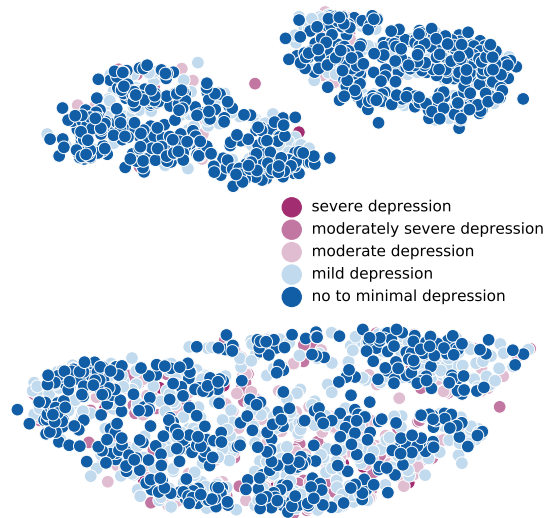 severe depression
moderately severe depression
moderate depression
mild depression
no to minimal depression